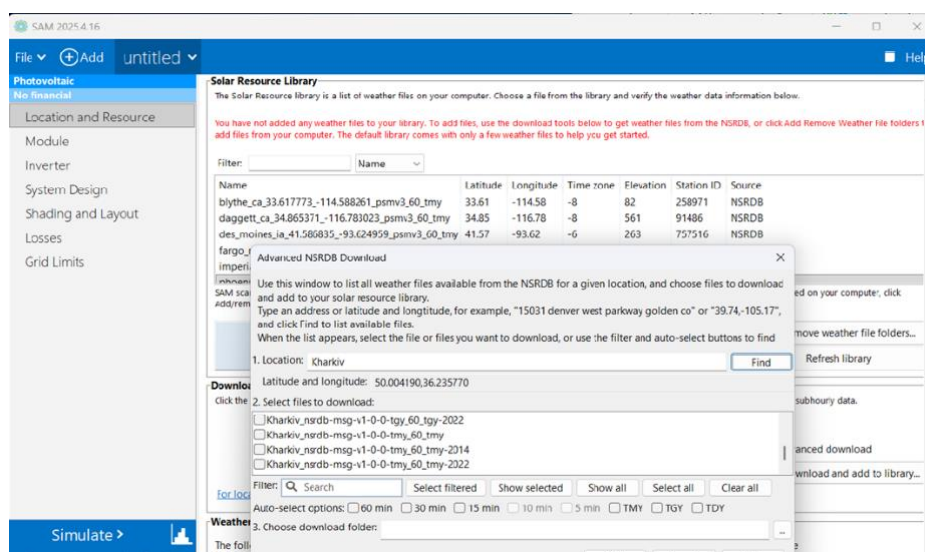 SAM 2025.4.16
File Add untitled Help
Photovoltaic
No financial
Location and Resource
Module
Inverter
System Design
Shading and Layout
Losses
Grid Limits
Simulate >
Solar Resource Library
The Solar Resource library is a list of weather files on your computer. Choose a file from the library and verify the weather data information below.
You have not added any weather files to your library. To add files, use the download tools below to get weather files from the NSRDB, or click Add Remove Weather File folders
add files from your computer. The default library comes with only a few weather files to help you get started.
Filter: Name
Name Latitude Longitude Time zone Elevation Station ID Source
blythe_ca_33.617773_-114.588261_psmv3_60_tmy 33.61 -114.58 -8 82 258971 NSRDB
daggett_ca_34.865371_-116.783023_psmv3_60_tmy 34.85 -116.78 -8 561 91486 NSRDB
des_moines_ia_41.586835_-93.624959_psmv3_60_tmy 41.57 -93.62 -6 263 757516 NSRDB
fargo_
imperi
SAM sca
add/rem
ed on your computer, click
move weather file folders...
Refresh library
Downloa
Click the
subhourly data.
anced download
wnload and add to library...
For loca
Weather
The foll
Advanced NSRDB Download
Use this window to list all weather files available from the NSRDB for a given location, and choose files to download
and add to your solar resource library.
Type an address or latitude and longtitude, for example, "15031 denver west parkway golden co" or "39.74,-105.17",
and click Find to list available files.
When the list appears, select the file or files you want to download, or use the filter and auto-select buttons to find
1. Location: Kharkiv Find
Latitude and longitude: 50.004190,36.235770
2. Select files to download:
Kharkiv_nsrdb-msg-v1-0-0-tgy_60_tgy-2022
Kharkiv_nsrdb-msg-v1-0-0-tmy_60_tmy
Kharkiv_nsrdb-msg-v1-0-0-tmy_60_tmy-2014
Kharkiv_nsrdb-msg-v1-0-0-tmy_60_tmy-2022
Filter: Search Select filtered Show selected Show all Select all Clear all
Auto-select options: 60 min 30 min 15 min 10 min 5 min TMY TGY TDY
3. Choose download folder: ...